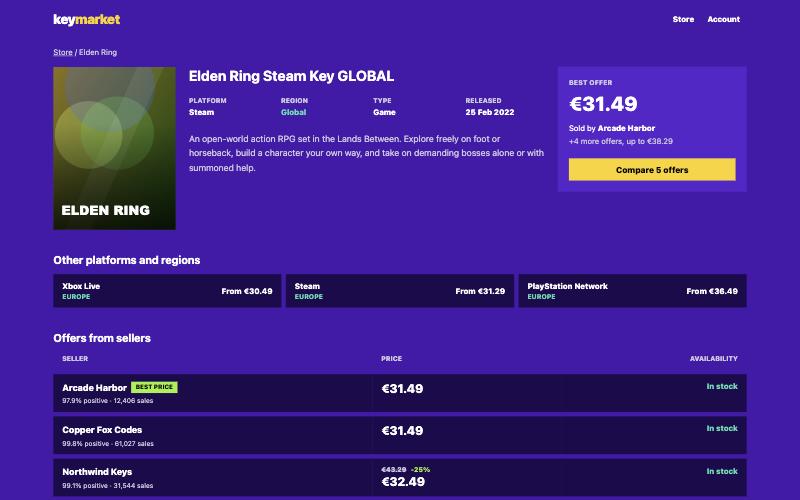 keymarket
Store Account
Store / Elden Ring
ELDEN RING
Elden Ring Steam Key GLOBAL
PLATFORM REGION TYPE RELEASED
Steam Global Game 25 Feb 2022
An open-world action RPG set in the Lands Between. Explore freely on foot or
horseback, build a character your own way, and take on demanding bosses alone or with
summoned help.
BEST OFFER
€31.49
Sold by Arcade Harbor
+4 more offers, up to €38.29
Compare 5 offers
Other platforms and regions
Xbox Live
EUROPE
From €30.49
Steam
EUROPE
From €31.29
PlayStation Network
EUROPE
From €36.49
Offers from sellers
SELLER PRICE AVAILABILITY
Arcade Harbor BEST PRICE
97.9% positive · 12,406 sales
€31.49
In stock
Copper Fox Codes
99.8% positive · 61,027 sales
€31.49
In stock
Northwind Keys
99.1% positive · 31,544 sales
€43.29 -25%
€32.49
In stock